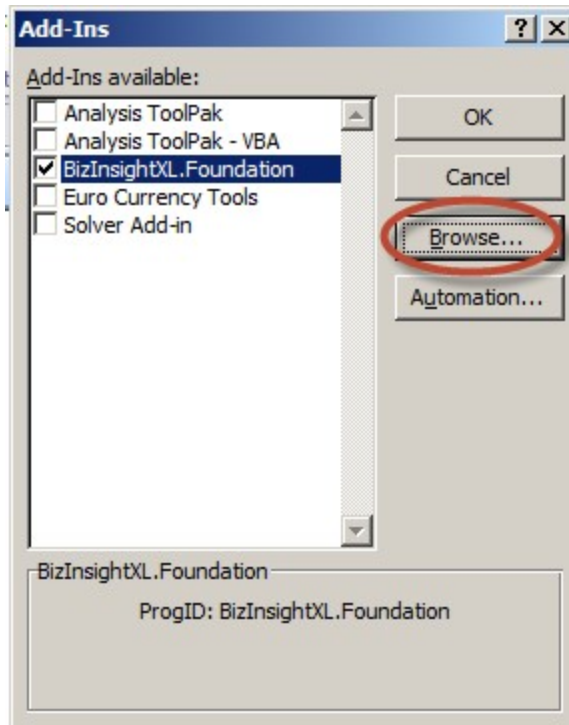 Add-Ins
Add-Ins available:
Analysis ToolPak
Analysis ToolPak - VBA
BizInsightXL.Foundation
Euro Currency Tools
Solver Add-in
OK
Cancel
Browse...
Automation...
BizInsightXL.Foundation
ProgID: BizInsightXL.Foundation